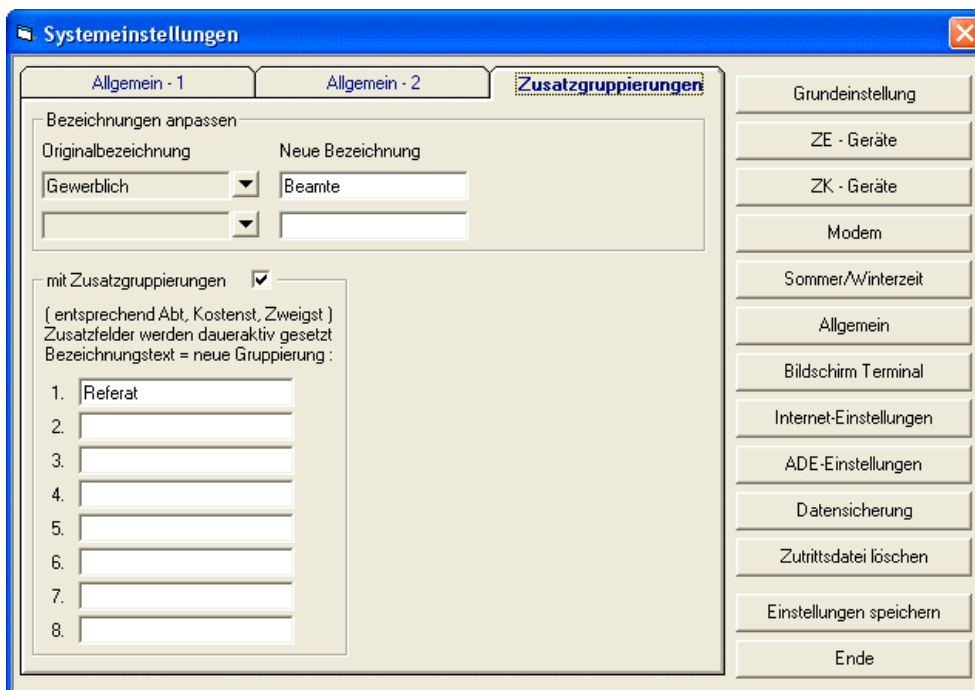 Systemeinstellungen
Allgemein - 1
Allgemein - 2
Zusatzgruppierungen
Bezeichnungen anpassen
Originalbezeichnung
Neue Bezeichnung
Gewerblich
Beamte
mit Zusatzgruppierungen
( entsprechend Abt, Kostenst, Zweigst )
Zusatzfelder werden daueraktiv gesetzt
Bezeichnungstext = neue Gruppierung :
1. Referat
2.
3.
4.
5.
6.
7.
8.
Grundeinstellung
ZE - Geräte
ZK - Geräte
Modem
Sommer/Winterzeit
Allgemein
Bildschirm Terminal
Internet-Einstellungen
ADE-Einstellungen
Datensicherung
Zutrittsdatei löschen
Einstellungen speichern
Ende